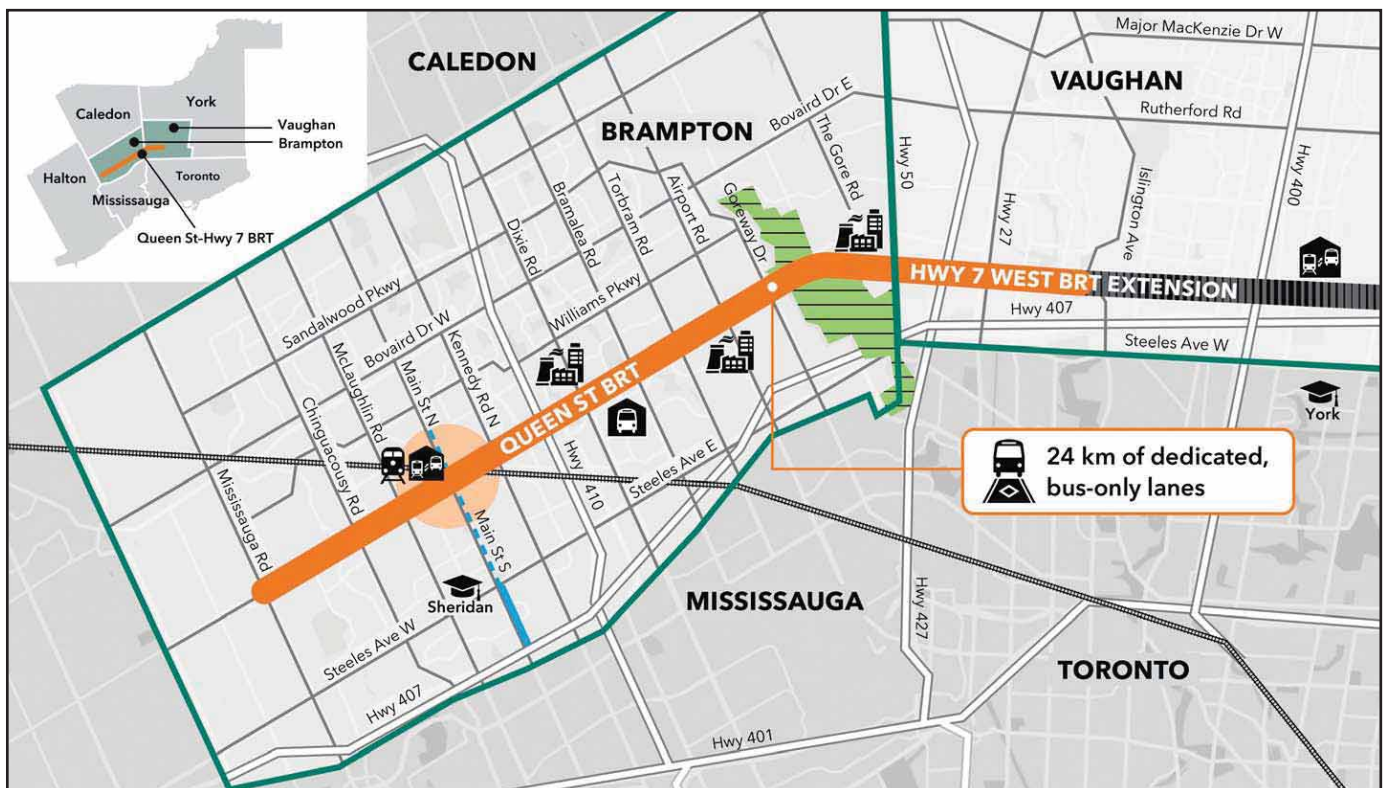 Caledon
York
Vaughan
Brampton
Halton
Toronto
Mississauga
Queen St-Hwy 7 BRT
CALEDON
BRAMPTON
VAUGHAN
MISSISSAUGA
TORONTO
Major MacKenzie Dr W
Rutherford Rd
Bovaird Dr E
The Gore Rd
Hwy 50
Hwy 27
Islington Ave
Hwy 400
Goreway Dr
Airport Rd
Torbram Rd
Bramalea Rd
Dixie Rd
Williams Pkwy
Sandalwood Pkwy
Bovaird Dr W
Kennedy Rd N
Main St N
McLaughlin Rd
Chinguacousy Rd
Mississauga Rd
QUEEN ST BRT
HWY 7 WEST BRT EXTENSION
Hwy 407
Steeles Ave W
York
24 km of dedicated,
bus-only lanes
Hwy 410
Steeles Ave E
Main St S
Sheridan
Steeles Ave W
Hwy 407
Hwy 427
Hwy 401